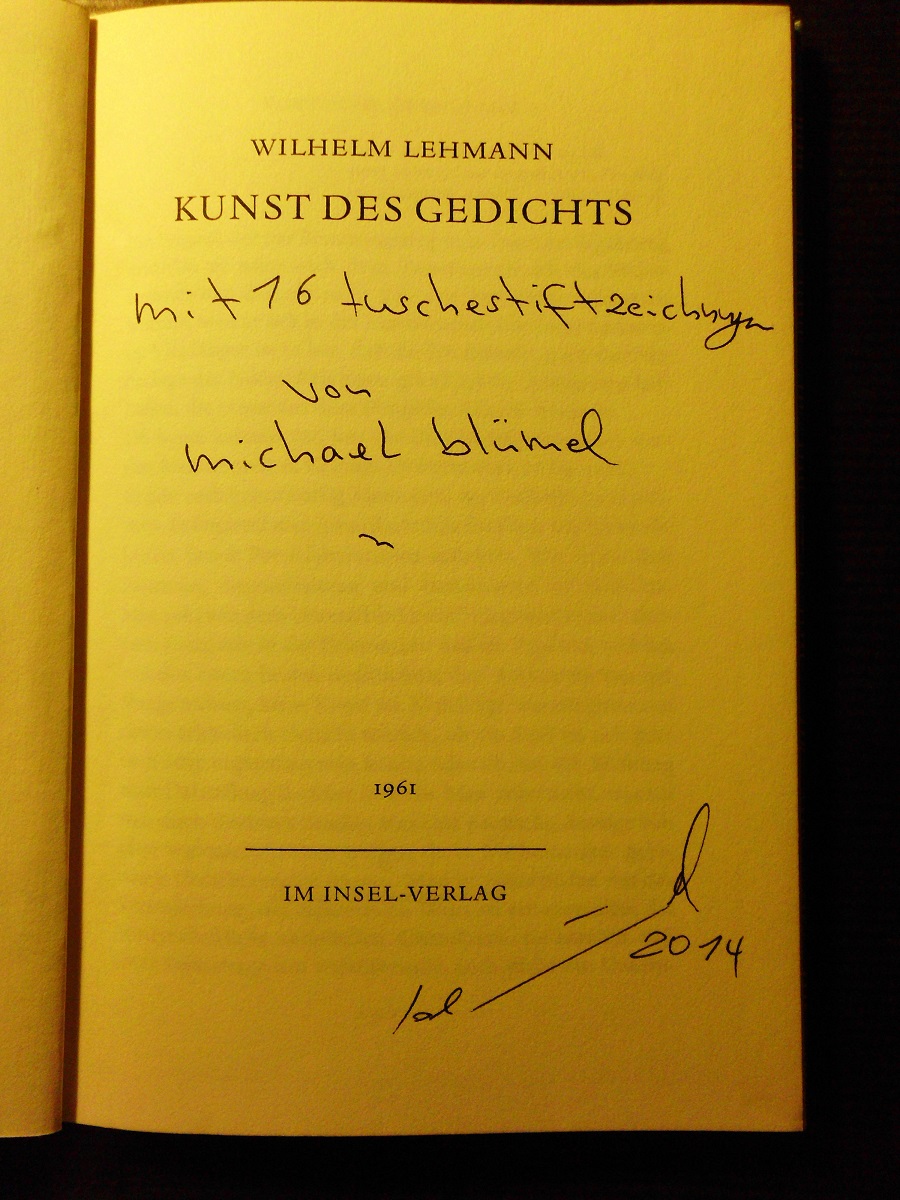 WILHELM LEHMANN
KUNST DES GEDICHTS
mit 16 tuschestiftzeichnungen
von
michael blümel
1961
IM INSEL-VERLAG
2014